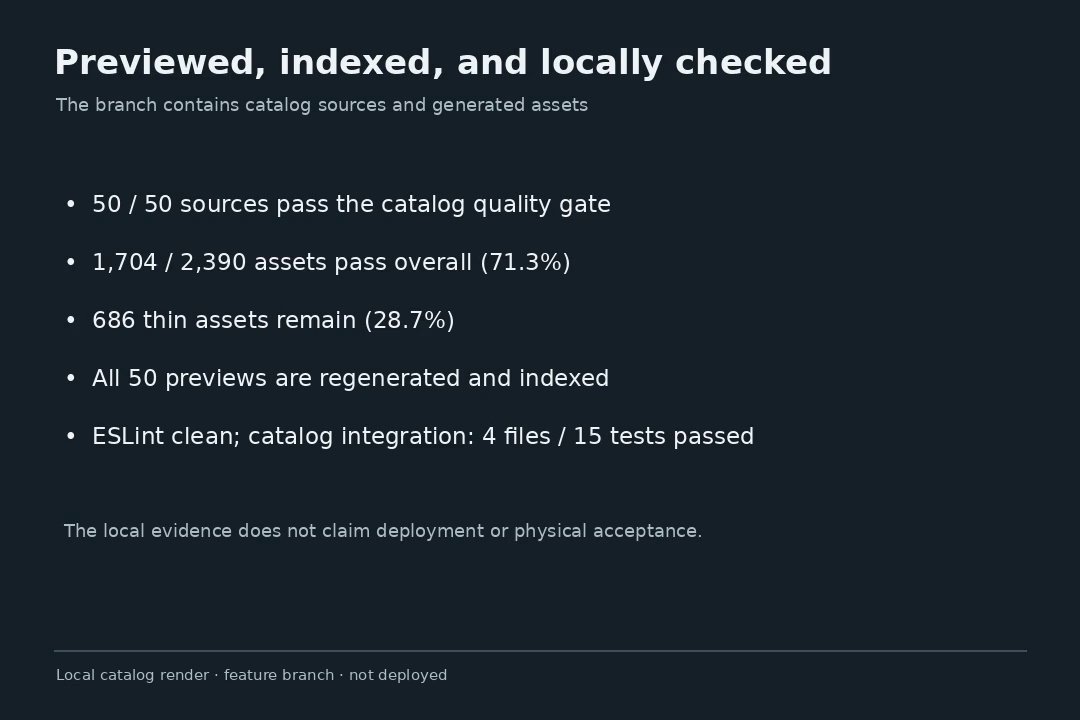 Previewed, indexed, and locally checked
The branch contains catalog sources and generated assets
• 50 / 50 sources pass the catalog quality gate
• 1,704 / 2,390 assets pass overall (71.3%)
• 686 thin assets remain (28.7%)
• All 50 previews are regenerated and indexed
• ESLint clean; catalog integration: 4 files / 15 tests passed
The local evidence does not claim deployment or physical acceptance.
Local catalog render · feature branch · not deployed